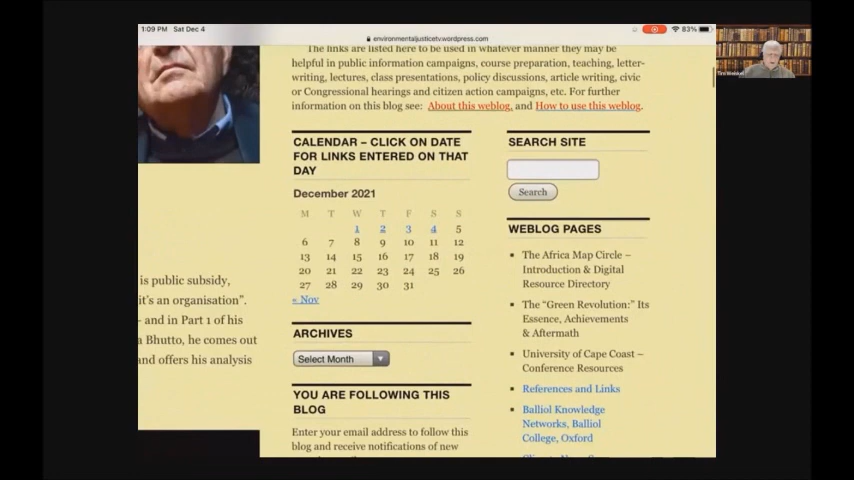 1:09 PM Sat Dec 4
83%
environmentaljusticetv.wordpress.com
The links are listed here to be used in whatever manner they may be
helpful in public information campaigns, course preparation, teaching, letter-
writing, lectures, class presentations, policy discussions, article writing, civic
or Congressional hearings and citizen action campaigns, etc. For further
information on this blog see: About this weblog, and How to use this weblog.
CALENDAR – CLICK ON DATE
FOR LINKS ENTERED ON THAT
DAY
December 2021
M T W T F S S
1 2 3 4 5
6 7 8 9 10 11 12
13 14 15 16 17 18 19
20 21 22 23 24 25 26
27 28 29 30 31
« Nov
ARCHIVES
Select Month
YOU ARE FOLLOWING THIS
BLOG
Enter your email address to follow this
blog and receive notifications of new
SEARCH SITE
Search
WEBLOG PAGES
The Africa Map Circle –
Introduction & Digital
Resource Directory
The “Green Revolution:” Its
Essence, Achievements
& Aftermath
University of Cape Coast –
Conference Resources
References and Links
Balliol Knowledge
Networks, Balliol
College, Oxford
is public subsidy,
it’s an organisation”.
– and in Part 1 of his
a Bhutto, he comes out
and offers his analysis